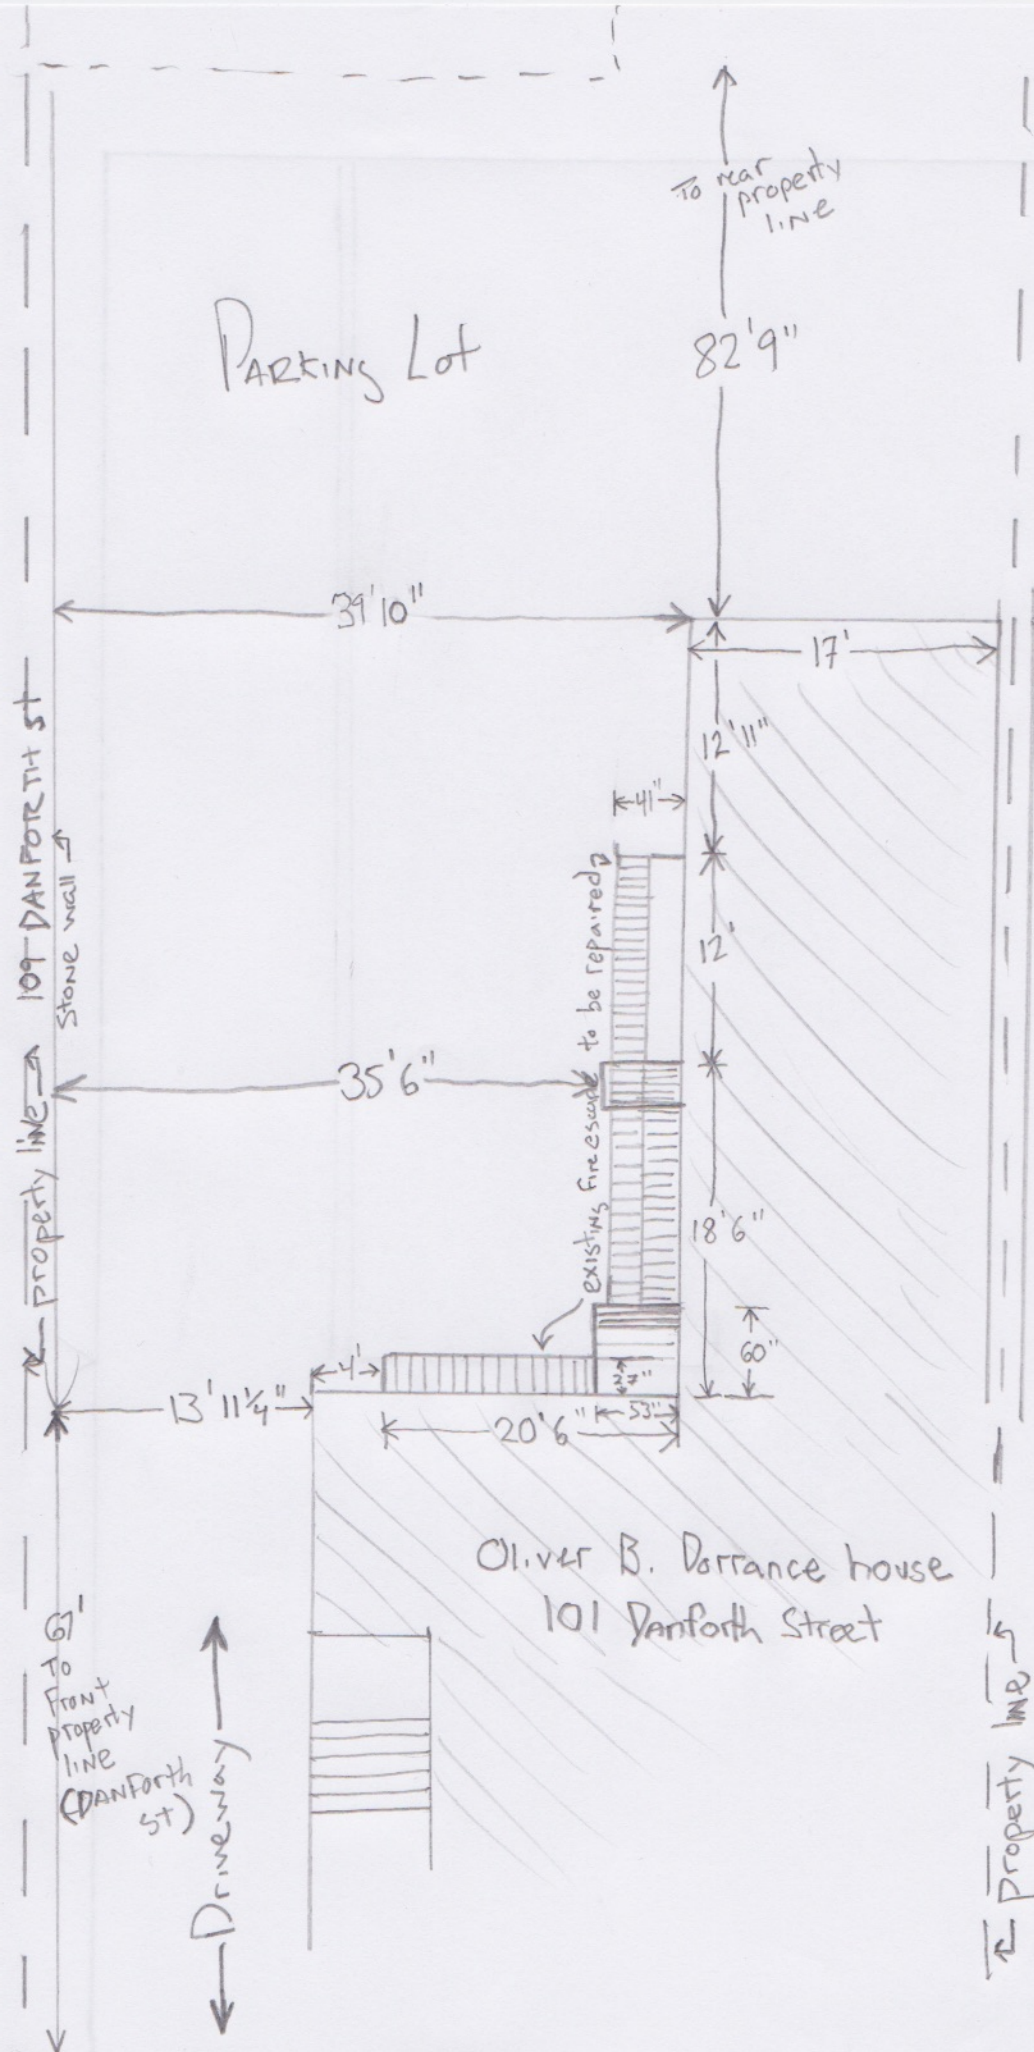 To rear
property
line
PARKING Lot
82'9"
39'10"
17'
12'11"
41"
109 DANFORTH St
Stone wall
existing fire escape to be repaired
12'
35'6"
property line
18'6"
60"
4'
27"
13' 11¼"
53"
20'6"
Oliver B. Dorrance house
101 Danforth Street
67'
To
Front
property
line
(DANForth
St)
Driveway
property line